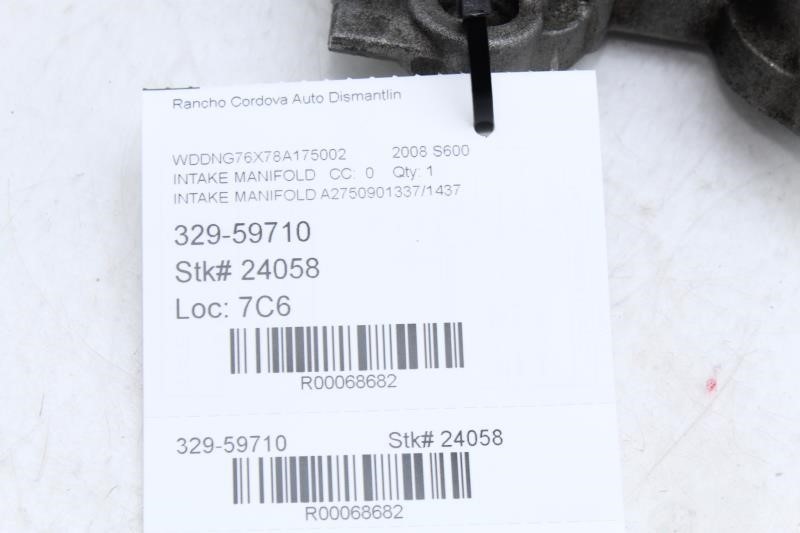 Rancho Cordova Auto Dismantlin
WDDNG76X78A175002 2008 S600
INTAKE MANIFOLD CC: 0 Qty: 1
INTAKE MANIFOLD A2750901337/1437
329-59710
Stk# 24058
Loc: 7C6
R00068682
329-59710 Stk# 24058
R00068682